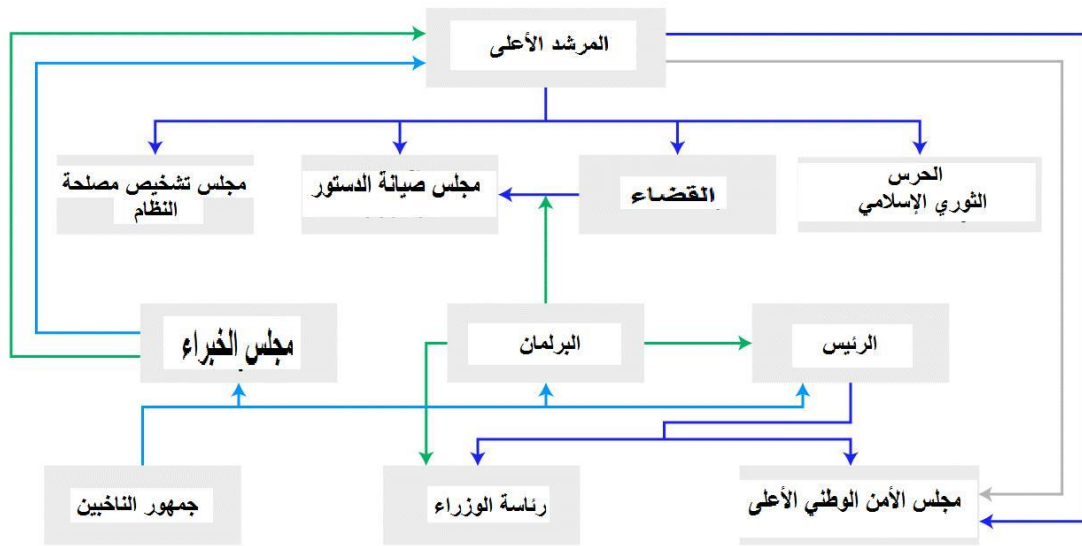 المرشد الأعلى
الحرس
الثوري الإسلامي
القضاء
مجلس صيانة الدستور
مجلس تشخيص مصلحة
النظام
الرئيس
البرلمان
مجلس الخبراء
مجلس الأمن الوطني الأعلى
رئاسة الوزراء
جمهور الناخبين